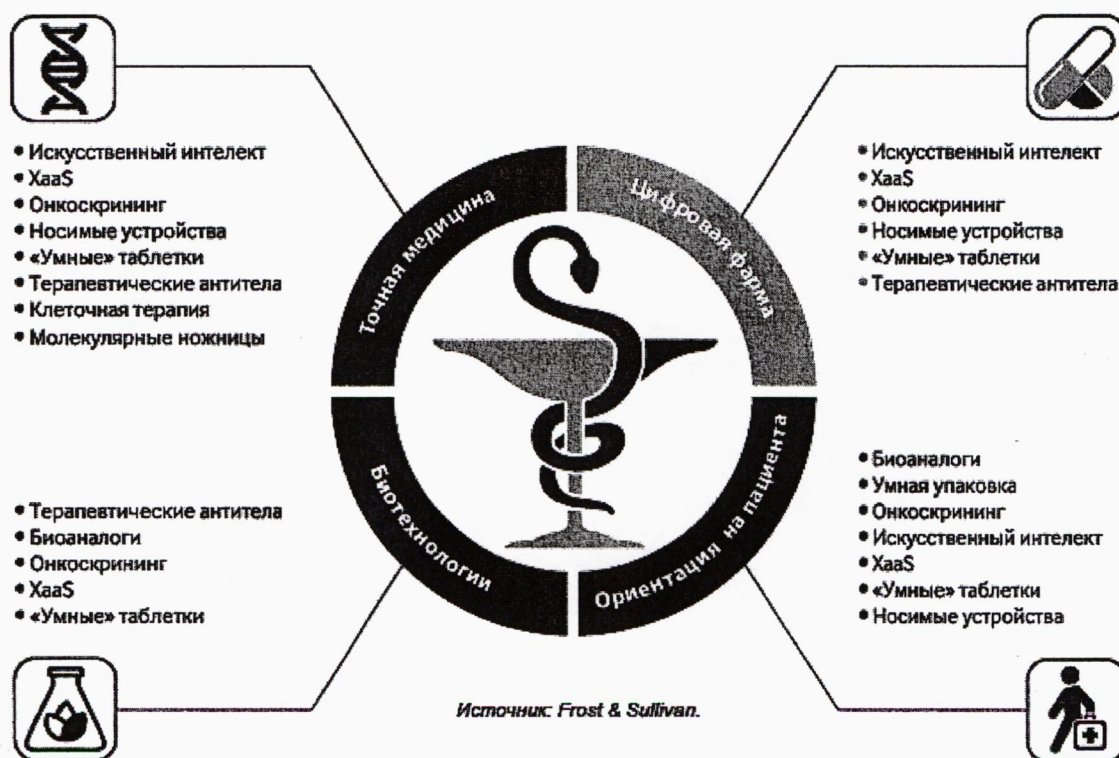 • Искусственный интелект
• XaaS
• Онкоскрининг
• Носимые устройства
• «Умные» таблетки
• Терапевтические антитела
• Клеточная терапия
• Молекулярные ножницы
• Искусственный интелект
• XaaS
• Онкоскрининг
• Носимые устройства
• «Умные» таблетки
• Терапевтические антитела
Точная медицина
Цифровая фарма
Биотехнологии
Ориентация на пациента
• Терапевтические антитела
• Биоаналоги
• Онкоскрининг
• XaaS
• «Умные» таблетки
• Биоаналоги
• Умная упаковка
• Онкоскрининг
• Искусственный интелект
• XaaS
• «Умные» таблетки
• Носимые устройства
Источник: Frost & Sullivan.